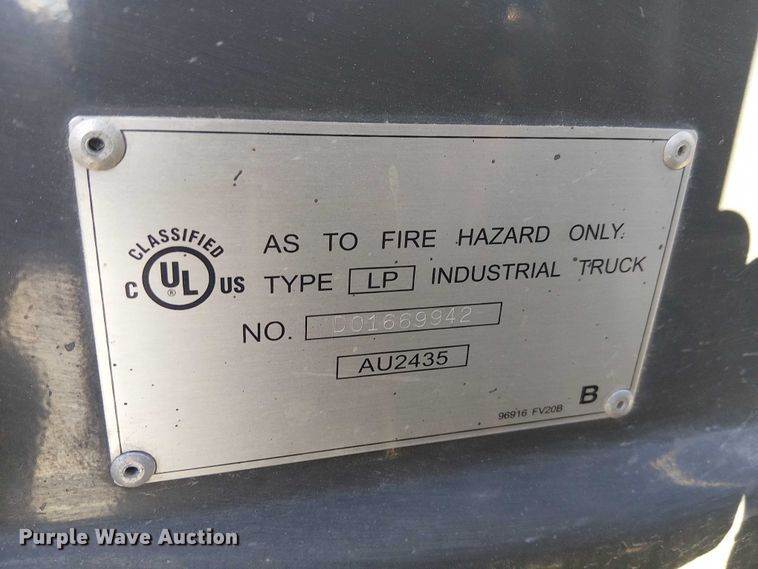 CLASSIFIED
C UL ® US
AS TO FIRE HAZARD ONLY.
TYPE LP INDUSTRIAL TRUCK
NO. D01669942
AU2435
96916 FV20B B
Purple Wave Auction